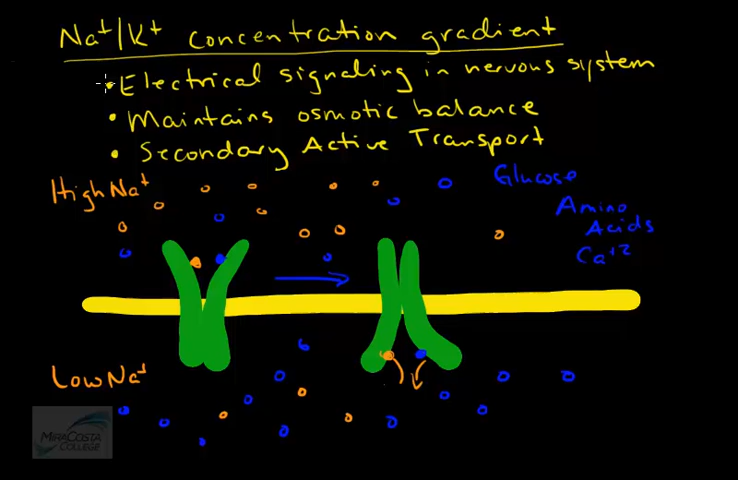 Na⁺/K⁺ concentration gradient
• Electrical signaling in nervous system
• Maintains osmotic balance
• Secondary Active Transport
High Na⁺
Glucose
Amino
Acids
Ca⁺²
Low Na⁺
MIRACOSTA
COLLEGE